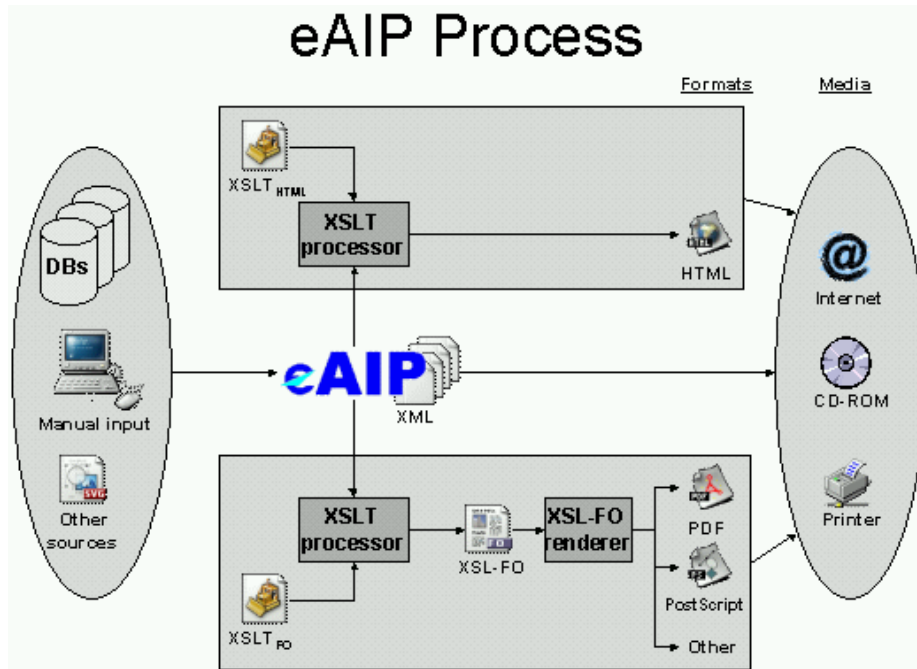 eAIP Process
Formats
Media
XSLT HTML
XSLT
processor
HTML
DBs
Manual input
Other
sources
SVG
eAIP
XML
Internet
CD-ROM
Printer
XSLT
processor
XSL-FO
XSL-FO
renderer
PDF
PostScript
Other
XSLT FO